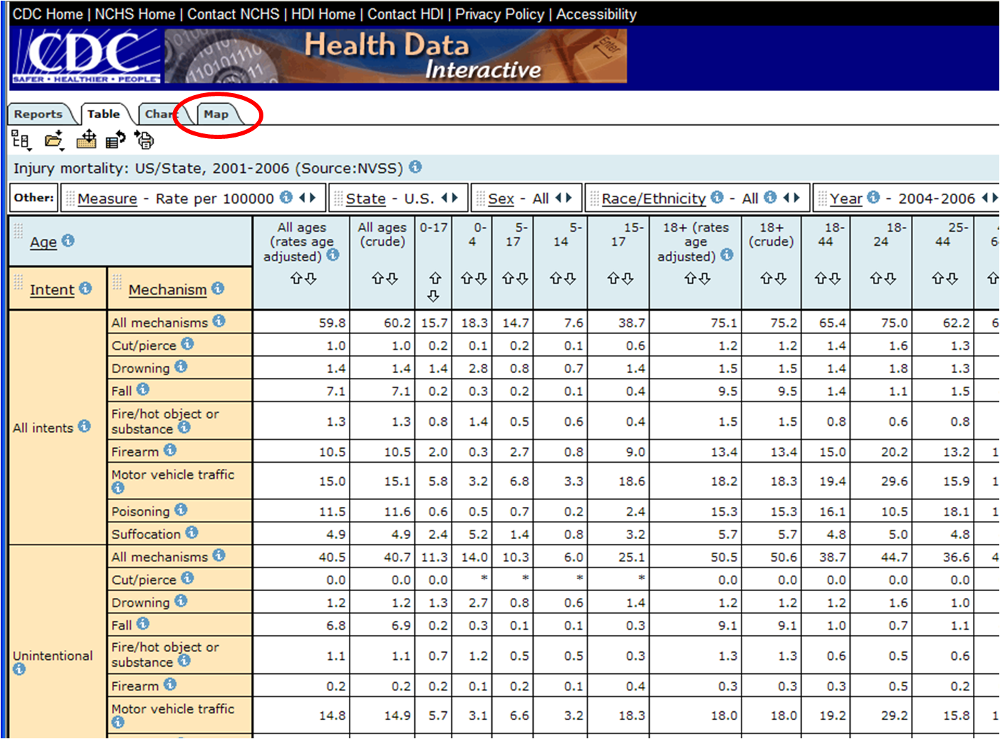 CDC Home | NCHS Home | Contact NCHS | HDI Home | Contact HDI | Privacy Policy | Accessibility
CDC
SAFER • HEALTHIER • PEOPLE™
Health Data
Interactive
Enter
Reports Table Chart Map
Injury mortality: US/State, 2001-2006 (Source:NVSS)
Other: Measure - Rate per 100000 State - U.S. Sex - All Race/Ethnicity - All Year - 2004-2006
Age All ages (rates age adjusted) All ages (crude) 0-17 0-4 5-17 5-14 15-17 18+ (rates age adjusted) 18+ (crude) 18-44 18-24 25-44
Intent Mechanism
All intents
All mechanisms 59.8 60.2 15.7 18.3 14.7 7.6 38.7 75.1 75.2 65.4 75.0 62.2
Cut/pierce 1.0 1.0 0.2 0.1 0.2 0.1 0.6 1.2 1.2 1.4 1.6 1.3
Drowning 1.4 1.4 1.4 2.8 0.8 0.7 1.4 1.5 1.5 1.4 1.8 1.3
Fall 7.1 7.1 0.2 0.3 0.2 0.1 0.4 9.5 9.5 1.4 1.1 1.5
Fire/hot object or
substance 1.3 1.3 0.8 1.4 0.5 0.6 0.4 1.5 1.5 0.8 0.6 0.8
Firearm 10.5 10.5 2.0 0.3 2.7 0.8 9.0 13.4 13.4 15.0 20.2 13.2
Motor vehicle traffic 15.0 15.1 5.8 3.2 6.8 3.3 18.6 18.2 18.3 19.4 29.6 15.9
Poisoning 11.5 11.6 0.6 0.5 0.7 0.2 2.4 15.3 15.3 16.1 10.5 18.1
Suffocation 4.9 4.9 2.4 5.2 1.4 0.8 3.2 5.7 5.7 4.8 5.0 4.8
Unintentional
All mechanisms 40.5 40.7 11.3 14.0 10.3 6.0 25.1 50.5 50.6 38.7 44.7 36.6
Cut/pierce 0.0 0.0 0.0 * * * * 0.0 0.0 0.0 0.0 0.0
Drowning 1.2 1.2 1.3 2.7 0.8 0.6 1.4 1.2 1.2 1.2 1.6 1.0
Fall 6.8 6.9 0.2 0.3 0.1 0.1 0.3 9.1 9.1 1.0 0.7 1.1
Fire/hot object or
substance 1.1 1.1 0.7 1.2 0.5 0.5 0.3 1.3 1.3 0.6 0.5 0.6
Firearm 0.2 0.2 0.2 0.1 0.2 0.1 0.4 0.3 0.3 0.3 0.5 0.2
Motor vehicle traffic 14.8 14.9 5.7 3.1 6.6 3.2 18.3 18.0 18.0 19.2 29.2 15.8